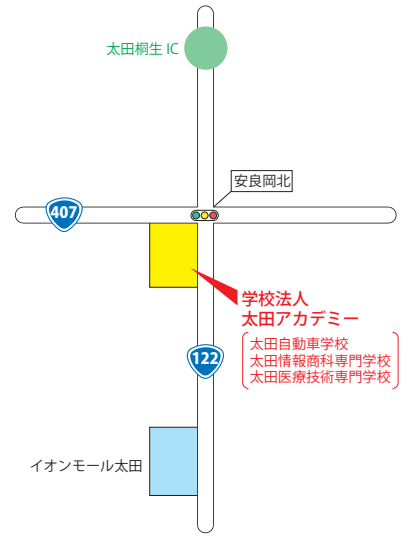 太田桐生 IC
安良岡北
407
学校法人
太田アカデミー
太田自動車学校
太田情報商科専門学校
太田医療技術専門学校
122
イオンモール太田